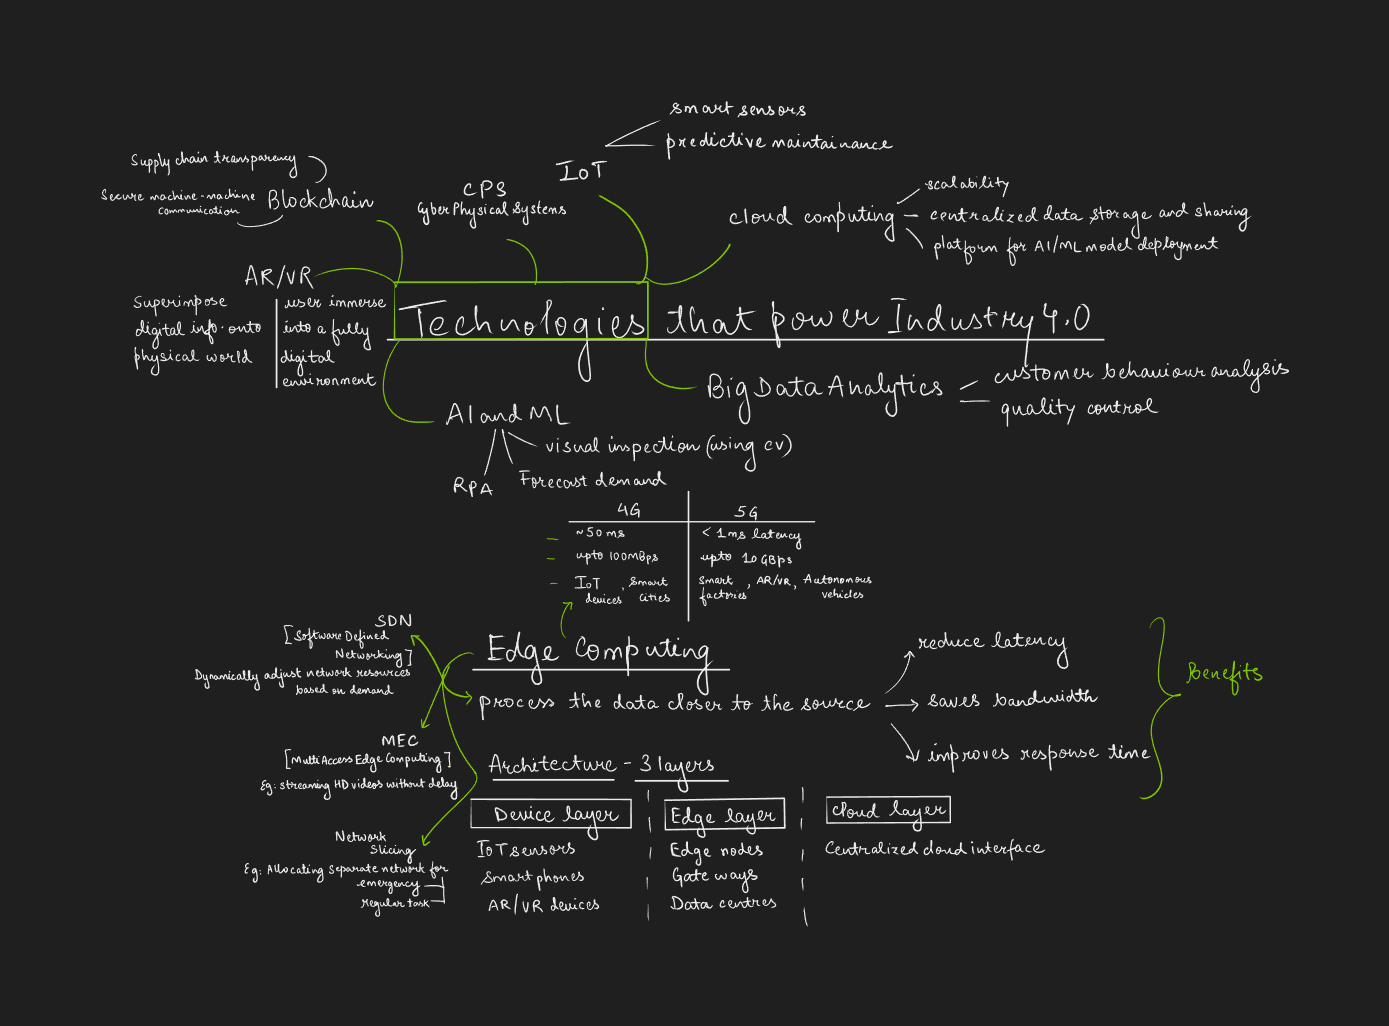 smart sensors
predictive maintainance
IoT
Supply chain transparency
Secure machine-machine
communication
Blockchain
CPS
Cyber Physical Systems
cloud computing
scalability
centralized data storage and sharing
platform for AI/ML model deployment
AR/VR
Superimpose
digital info. onto
physical world
user immerse
into a fully
digital
environment
Technologies that power Industry 4.0
Big Data Analytics
customer behaviour analysis
quality control
AI and ML
visual inspection (using cv)
Forecast demand
RPA
4G
5G
~50ms
< 1ms latency
upto 100MBps
upto 10GBps
IoT devices, Smart cities
Smart factories, AR/VR, Autonomous vehicles
SDN
[Software Defined
Networking]
Dynamically adjust network resources
based on demand
Edge Computing
process the data closer to the source
reduce latency
saves bandwidth
improves response time
Benefits
MEC
[Multi Access Edge Computing]
Eg: streaming HD videos without delay
Network
Slicing
Eg: Allocating separate network for
emergency
regular task
Architecture - 3 layers
Device layer
IoT sensors
Smart phones
AR/VR devices
Edge layer
Edge nodes
Gate ways
Data centres
Cloud layer
Centralized cloud interface